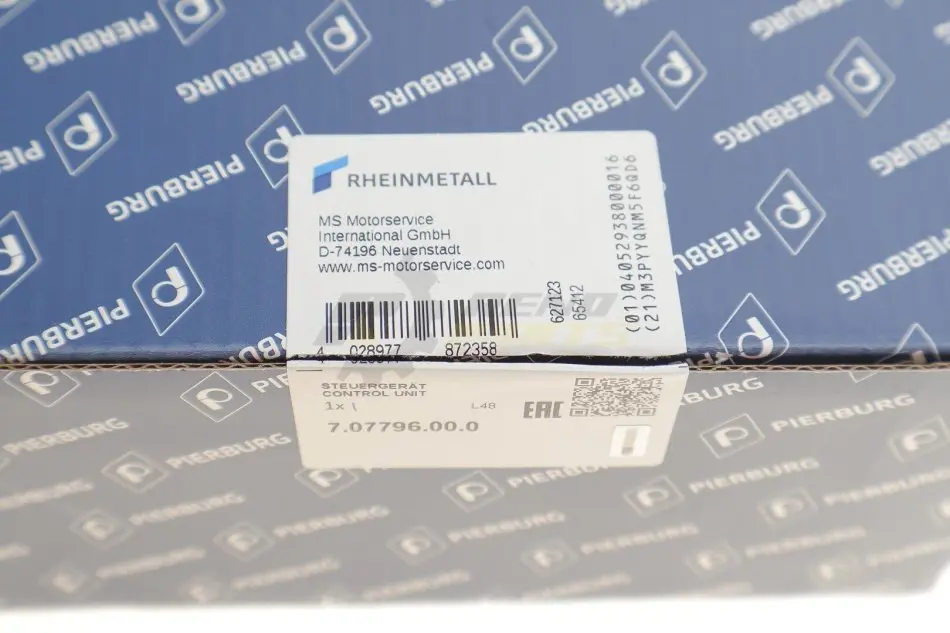 PIERBURG
RHEINMETALL
MS Motorservice
International GmbH
D-74196 Neuenstadt
www.ms-motorservice.com
4 028977 872358
627123
65412
(01)04052938000016
(21)M3PYYQNM5F6QD6
STEUERGERÄT
CONTROL UNIT
1x
L48
EAC
7.07796.00.0